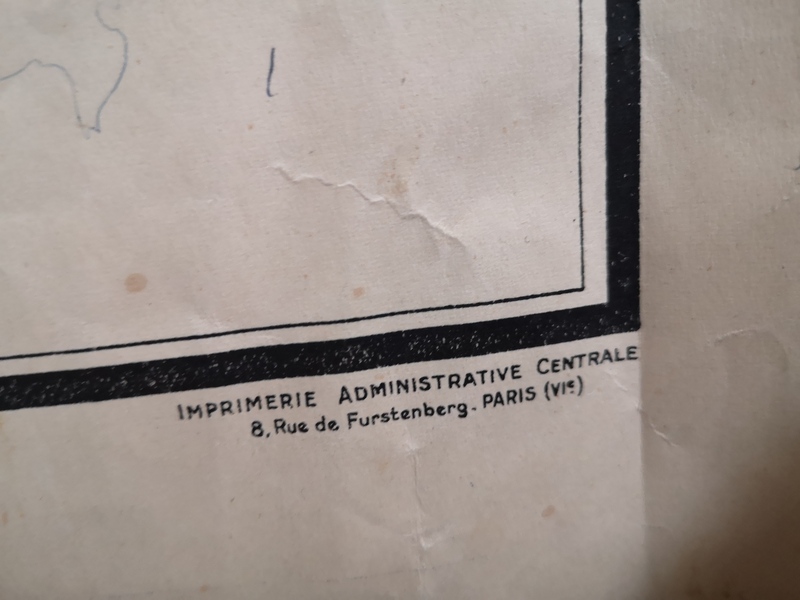 IMPRIMERIE ADMINISTRATIVE CENTRALE
8, Rue de Furstenberg - PARIS (VIe)